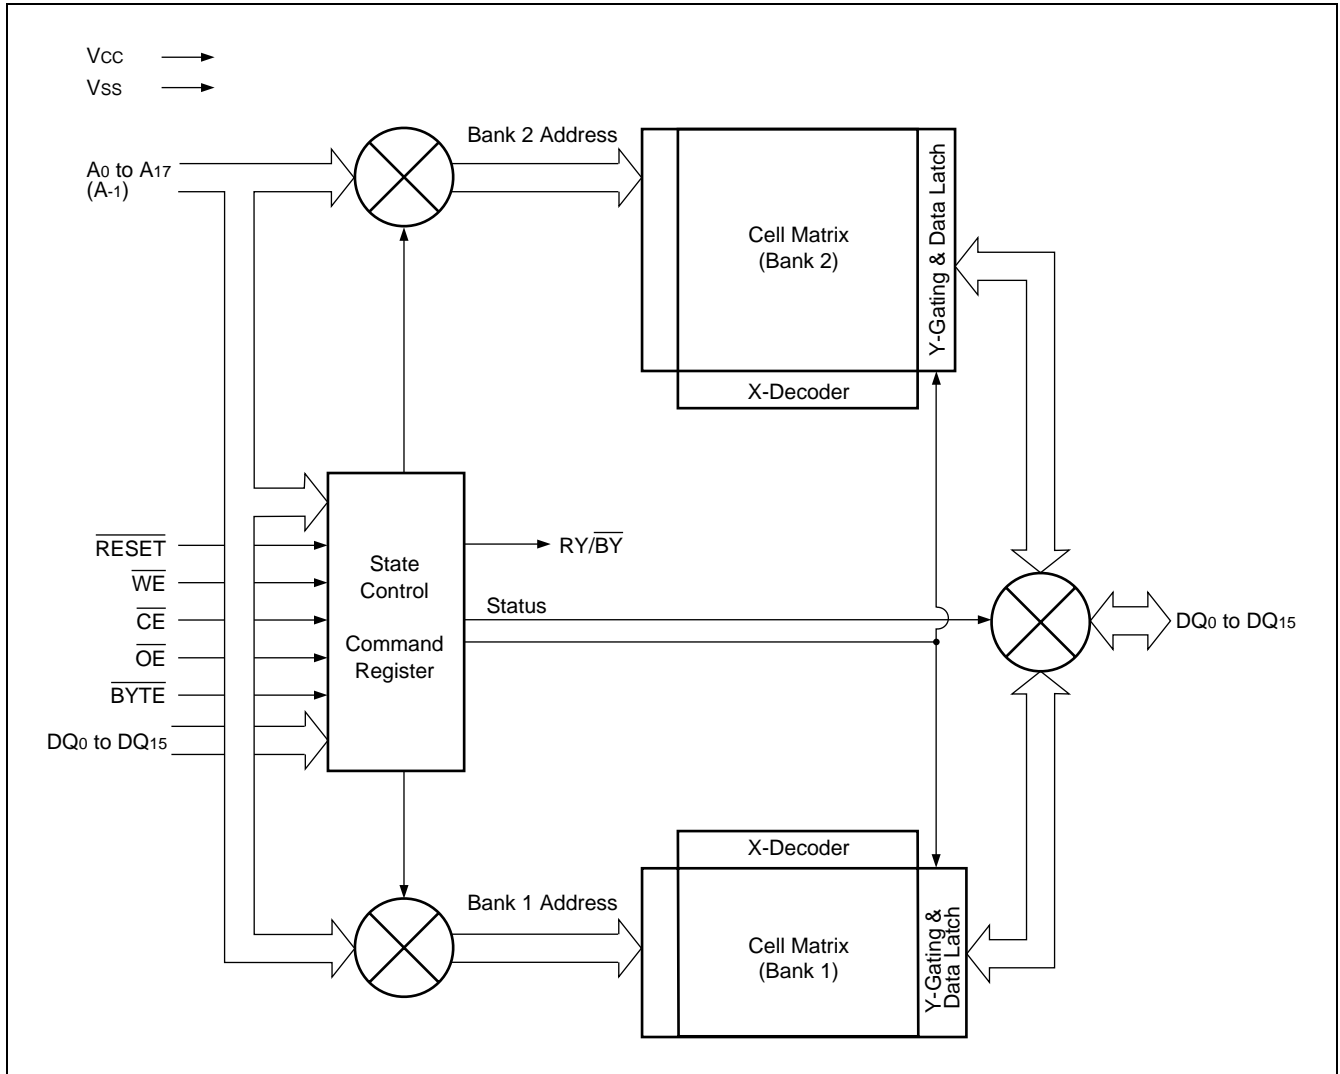 Vcc
Vss
A0 to A17
(A-1)
Bank 2 Address
Cell Matrix
(Bank 2)
Y-Gating & Data Latch
X-Decoder
RESET
WE
CE
OE
BYTE
DQ0 to DQ15
State
Control
Command
Register
RY/BY
Status
DQ0 to DQ15
X-Decoder
Bank 1 Address
Cell Matrix
(Bank 1)
Y-Gating &
Data Latch